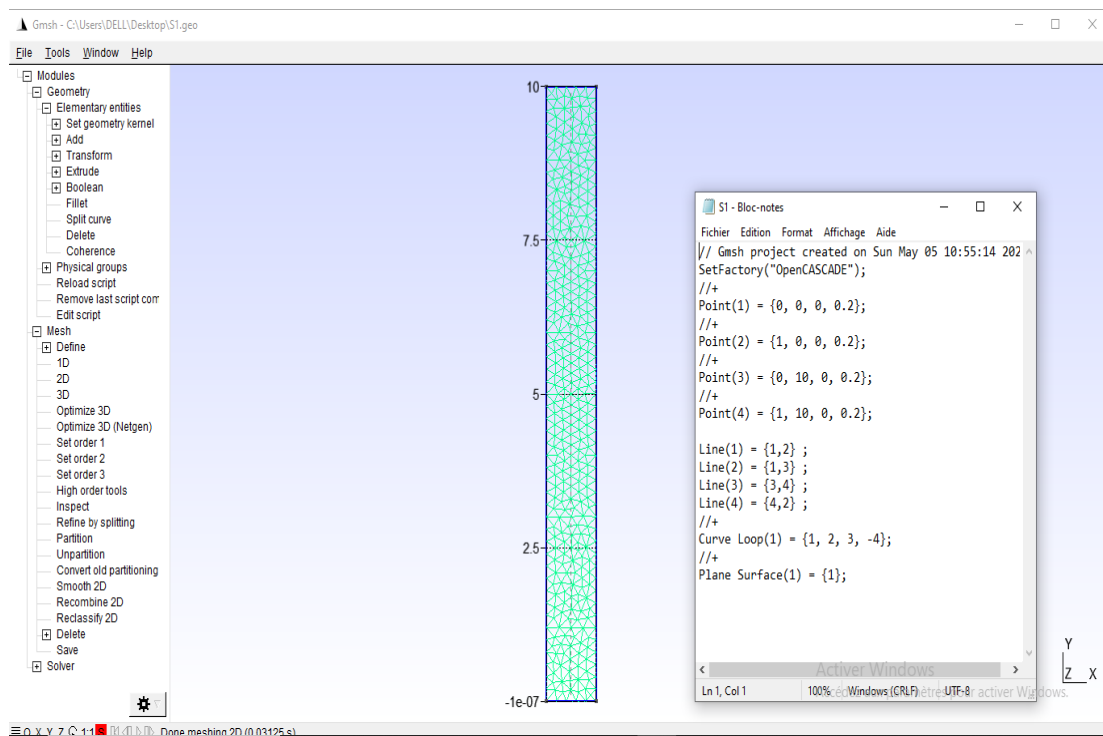 Gmsh - C:\Users\DELL\Desktop\S1.geo
File Tools Window Help
Modules
Geometry
Elementary entities
Set geometry kernel
Add
Transform
Extrude
Boolean
Fillet
Split curve
Delete
Coherence
Physical groups
Reload script
Remove last script com
Edit script
Mesh
Define
1D
2D
3D
Optimize 3D
Optimize 3D (Netgen)
Set order 1
Set order 2
Set order 3
High order tools
Inspect
Refine by splitting
Partition
Unpartition
Convert old partitioning
Smooth 2D
Recombine 2D
Reclassify 2D
Delete
Save
Solver
10
7.5
5
2.5
-1e-07
S1 - Bloc-notes
Fichier Edition Format Affichage Aide
// Gmsh project created on Sun May 05 10:55:14 202
SetFactory("OpenCASCADE");
//+
Point(1) = {0, 0, 0, 0.2};
//+
Point(2) = {1, 0, 0, 0.2};
//+
Point(3) = {0, 10, 0, 0.2};
//+
Point(4) = {1, 10, 0, 0.2};
Line(1) = {1,2} ;
Line(2) = {1,3} ;
Line(3) = {3,4} ;
Line(4) = {4,2} ;
//+
Curve Loop(1) = {1, 2, 3, -4};
//+
Plane Surface(1) = {1};
Activer Windows
Ln 1, Col 1 100% Windows (CRLF) UTF-8
pour activer Windows.
Y
Z X
O X Y Z 1:1 S Done meshing 2D (0.03125 s)